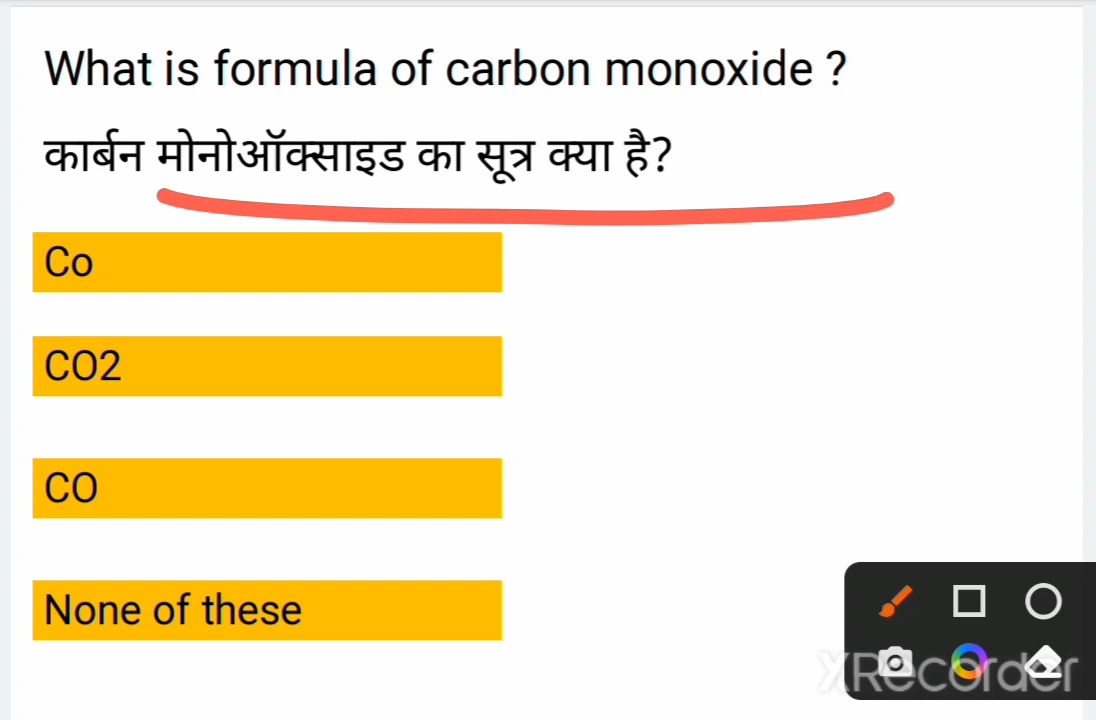 What is formula of carbon monoxide ?
कार्बन मोनोऑक्साइड का सूत्र क्या है?
Co
CO2
CO
None of these
XRecorder